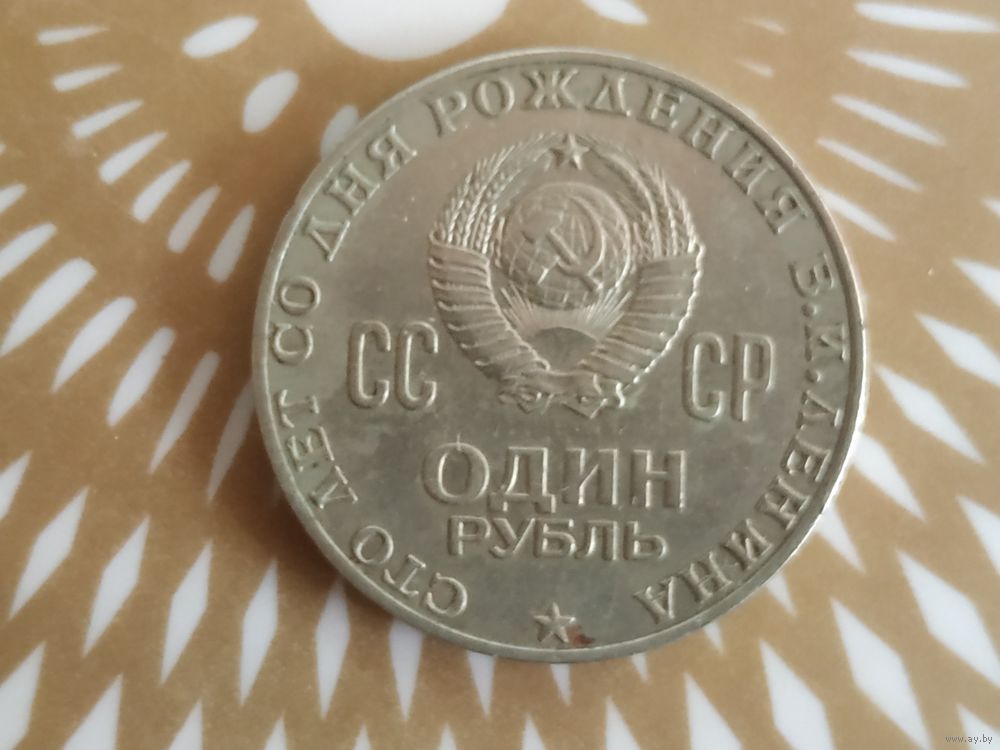 СТО ЛЕТ СО ДНЯ РОЖДЕНИЯ В.И.ЛЕНИНА
СС СР
ОДИН
РУБЛЬ
www.ay.by